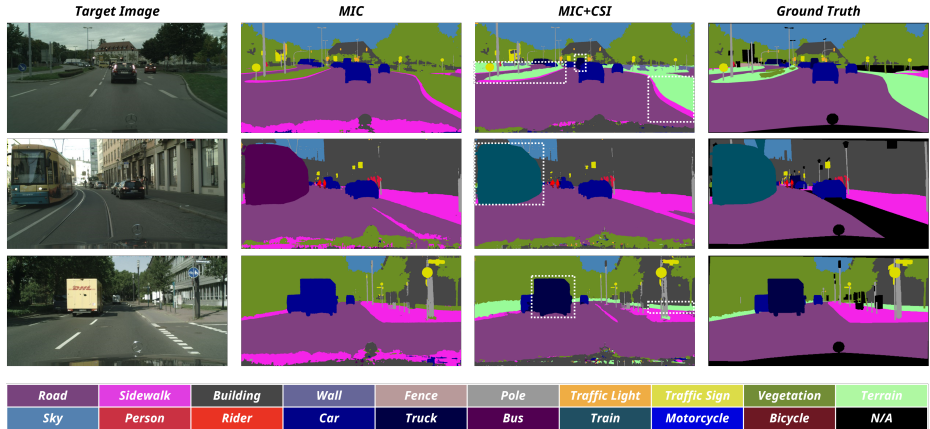 Target Image MIC MIC+CSI Ground Truth
Road Sidewalk Building Wall Fence Pole Traffic Light Traffic Sign Vegetation Terrain
Sky Person Rider Car Truck Bus Train Motorcycle Bicycle N/A